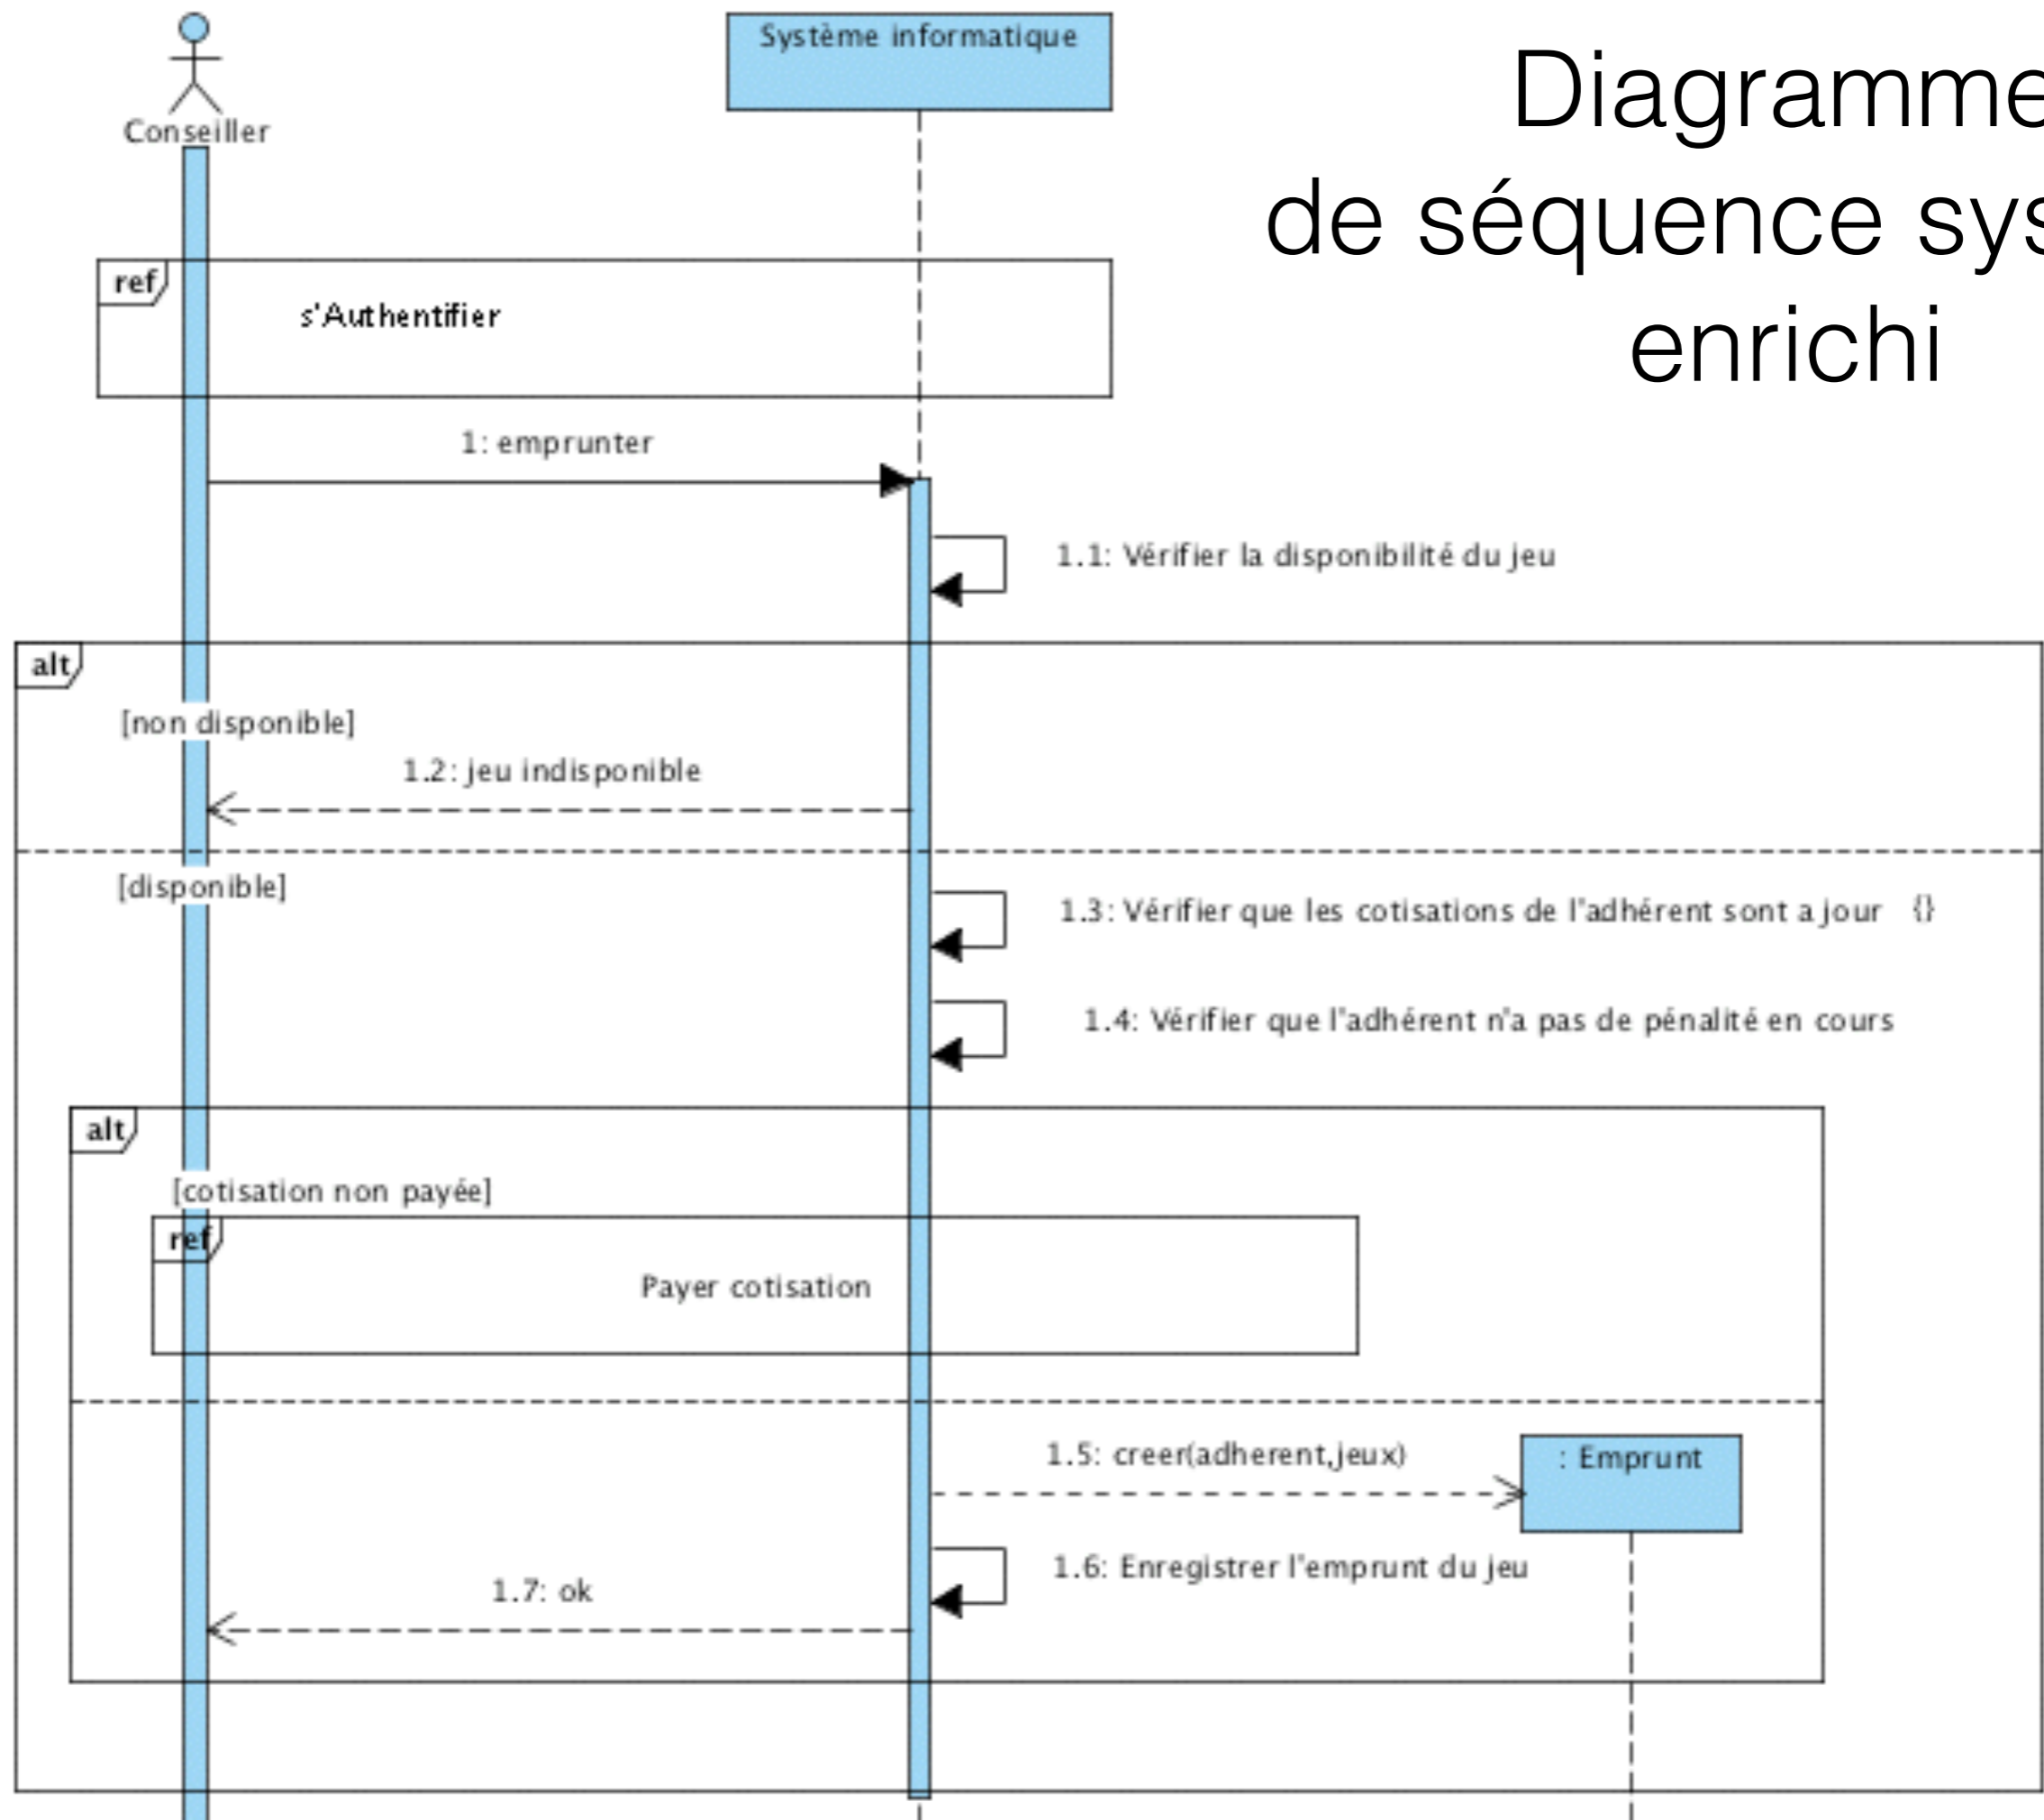 Système informatique
Conseiller
Diagramme
de séquence sys
enrichi
ref
s'Authentifier
1: emprunter
1.1: Vérifier la disponibilité du jeu
alt
[non disponible]
1.2: jeu indisponible
[disponible]
1.3: Vérifier que les cotisations de l'adhérent sont a jour {}
1.4: Vérifier que l'adhérent n'a pas de pénalité en cours
alt
[cotisation non payée]
ref
Payer cotisation
1.5: creer(adherent,jeux)
: Emprunt
1.6: Enregistrer l'emprunt du jeu
1.7: ok